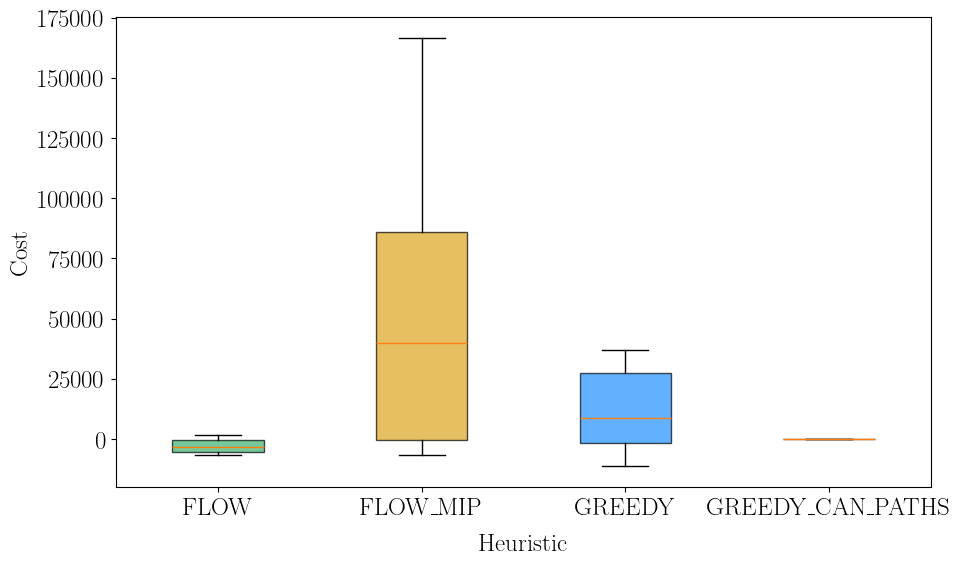 175000
150000
125000
100000
75000
50000
25000
0
Cost
FLOW
FLOW_MIP
GREEDY
GREEDY_CAN_PATHS
Heuristic